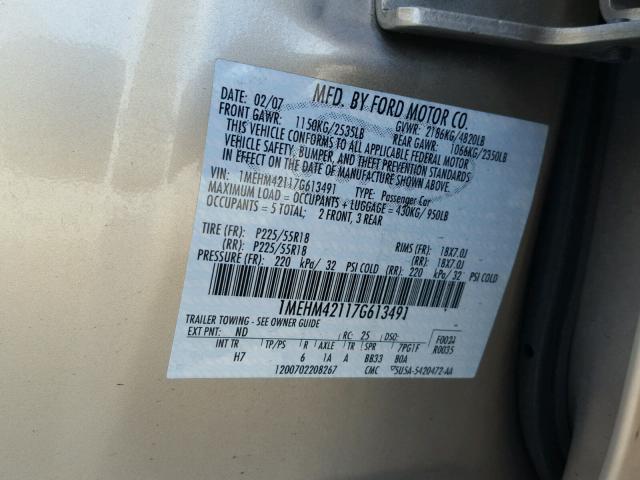 MFD. BY FORD MOTOR CO.
DATE: 02/07 GVWR: 2186KG/4820LB
FRONT GAWR: 1150KG/2535LB REAR GAWR: 1066KG/2350LB
THIS VEHICLE CONFORMS TO ALL APPLICABLE FEDERAL MOTOR
VEHICLE SAFETY, BUMPER, AND THEFT PREVENTION STANDARDS
IN EFFECT ON THE DATE OF MANUFACTURE SHOWN ABOVE.
VIN: 1MEHM42117G613491 TYPE: Passenger Car
MAXIMUM LOAD = OCCUPANTS + LUGGAGE = 430KG/950LB
OCCUPANTS = 5 TOTAL; 2 FRONT, 3 REAR
TIRE (FR): P225/55R18 RIMS (FR): 18X7.0J
(RR): P225/55R18 (RR): 18X7.0J
PRESSURE (FR): 220 kPa/ 32 PSI COLD (RR): 220 kPa/ 32 PSI COLD
1MEHM42117G613491
TRAILER TOWING - SEE OWNER GUIDE
EXT PNT: ND RC: 25 DSO: F0024
INT TR TP/PS R AXLE TR SPR 7PG1F R0035
H7 6 1A A BB33 BOA
1200702208267 CMC 5USA-5420472-AA